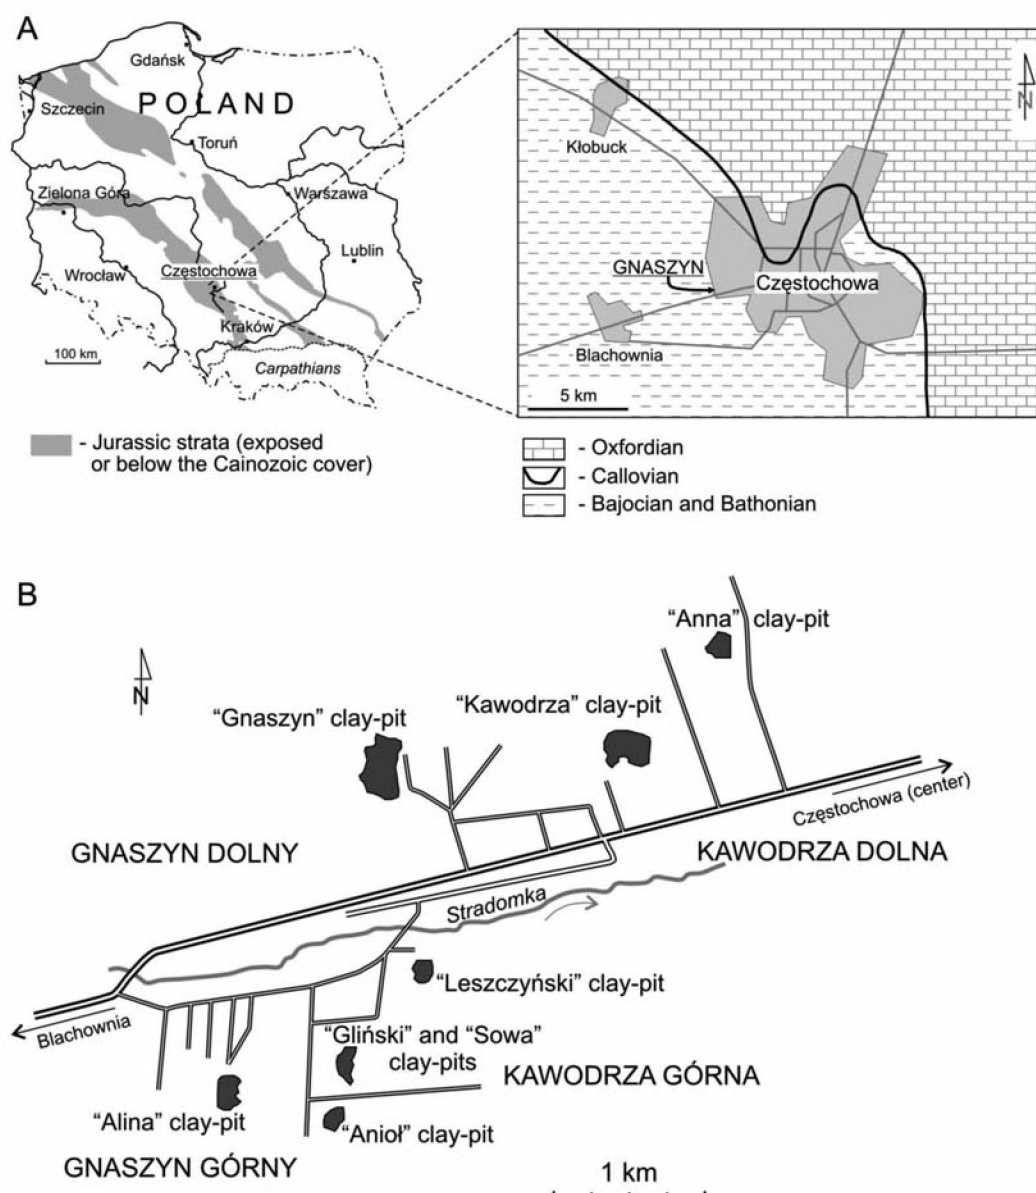 A
Gdańsk
POLAND
Szczecin
Toruń
Zielona Góra
Warszawa
Wrocław
Lublin
Częstochowa
Kraków
100 km
Carpathians
- Jurassic strata (exposed
or below the Cainozoic cover)
N
Kłobuck
GNASZYN
Częstochowa
Blachownia
5 km
- Oxfordian
- Callovian
- Bajocian and Bathonian
B
N
"Anna" clay-pit
"Gnaszyn" clay-pit
"Kawodrza" clay-pit
Częstochowa (center)
GNASZYN DOLNY
KAWODRZA DOLNA
Stradomka
"Leszczyński" clay-pit
Blachownia
"Gliński" and "Sowa"
clay-pits
KAWODRZA GÓRNA
"Alina" clay-pit
"Anioł" clay-pit
GNASZYN GÓRNY
1 km